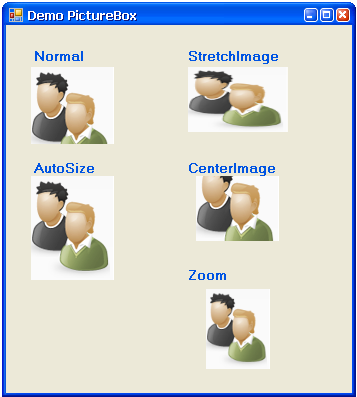 Demo PictureBox
Normal
StretchImage
AutoSize
CenterImage
Zoom